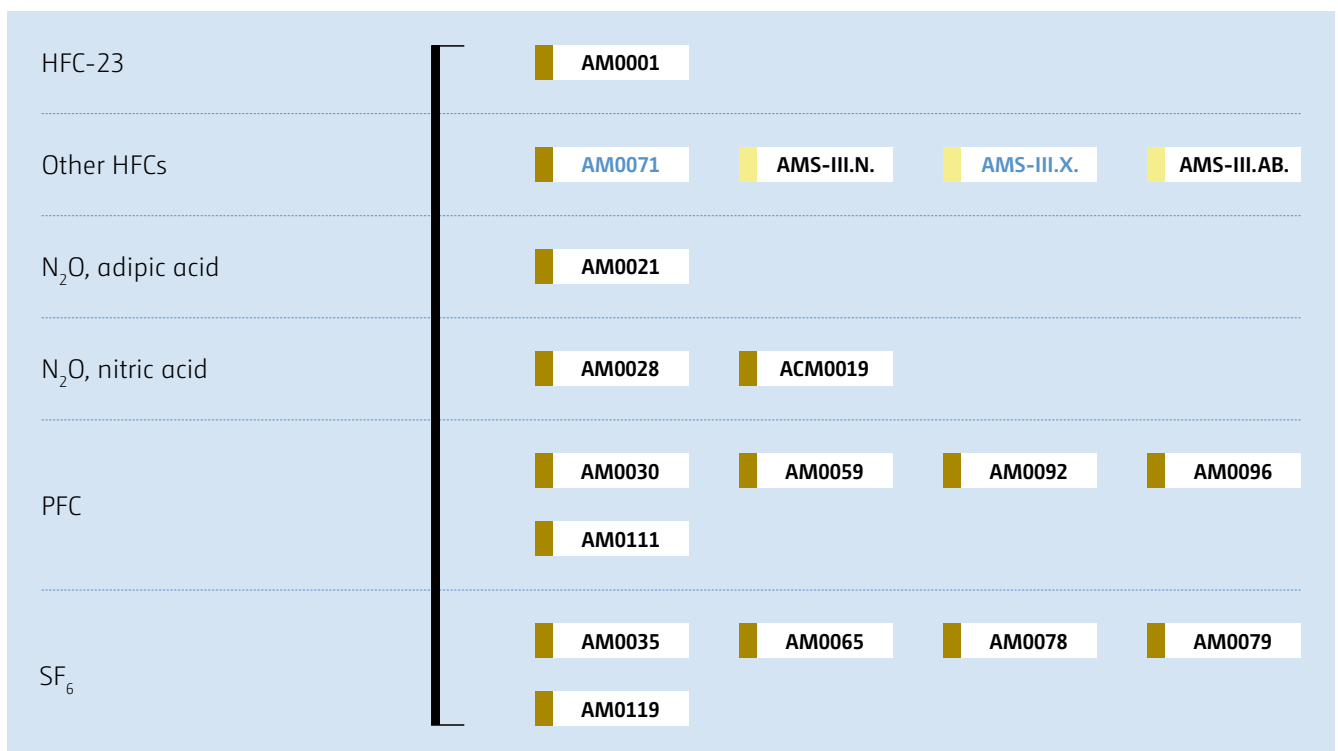 HFC-23 AM0001
Other HFCs AM0071 AMS-III.N. AMS-III.X. AMS-III.AB.
N₂O, adipic acid AM0021
N₂O, nitric acid AM0028 ACM0019
PFC
AM0030 AM0059 AM0092 AM0096
AM0111
SF₆
AM0035 AM0065 AM0078 AM0079
AM0119